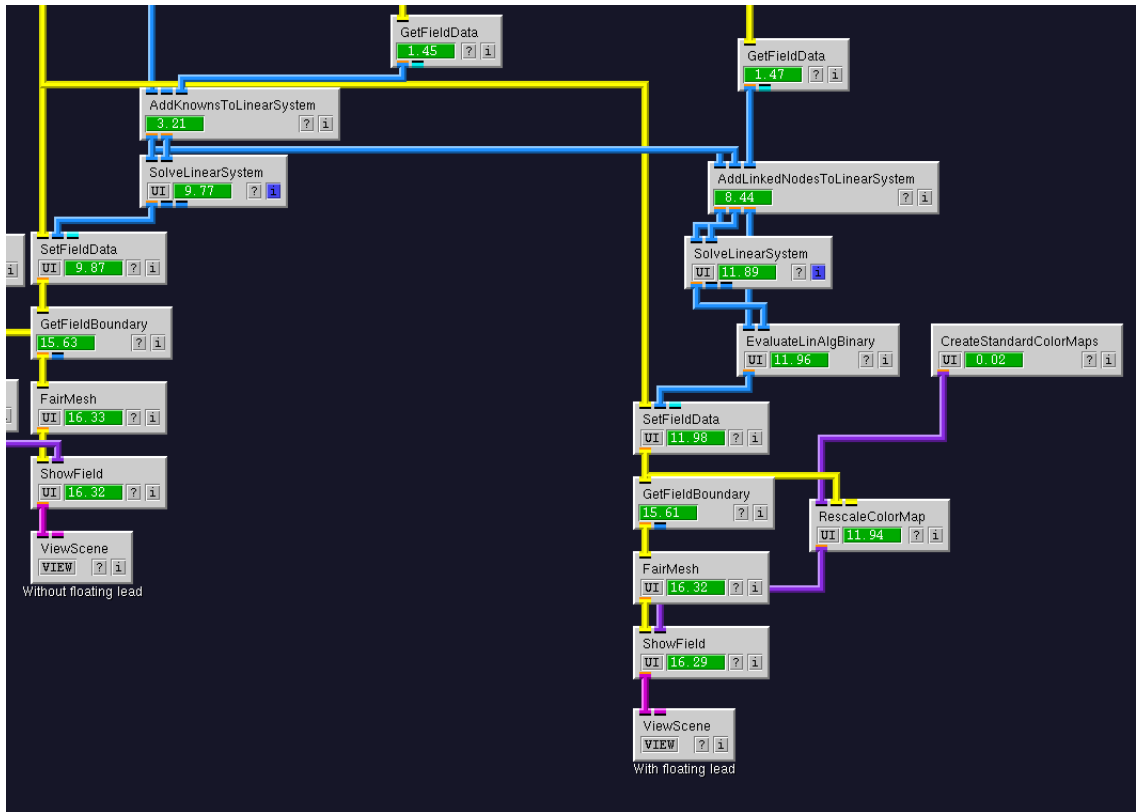 GetFieldData
1.45 ? i
GetFieldData
1.47 ? i
AddKnownsToLinearSystem
3.21 ? i
SolveLinearSystem
UI 9.77 ? i
AddLinkedNodesToLinearSystem
8.44 ? i
SetFieldData
UI 9.87 ? i
i
SolveLinearSystem
UI 11.89 ? i
GetFieldBoundary
15.63 ? i
EvaluateLinAlgBinary
UI 11.96 ? i
CreateStandardColorMaps
UI 0.02 ? i
FairMesh
UI 16.33 ? i
i
SetFieldData
UI 11.98 ? i
ShowField
UI 16.32 ? i
GetFieldBoundary
15.61 ? i
RescaleColorMap
UI 11.94 ? i
ViewScene
VIEW ? i
Without floating lead
FairMesh
UI 16.32 ? i
ShowField
UI 16.29 ? i
ViewScene
VIEW ? i
With floating lead